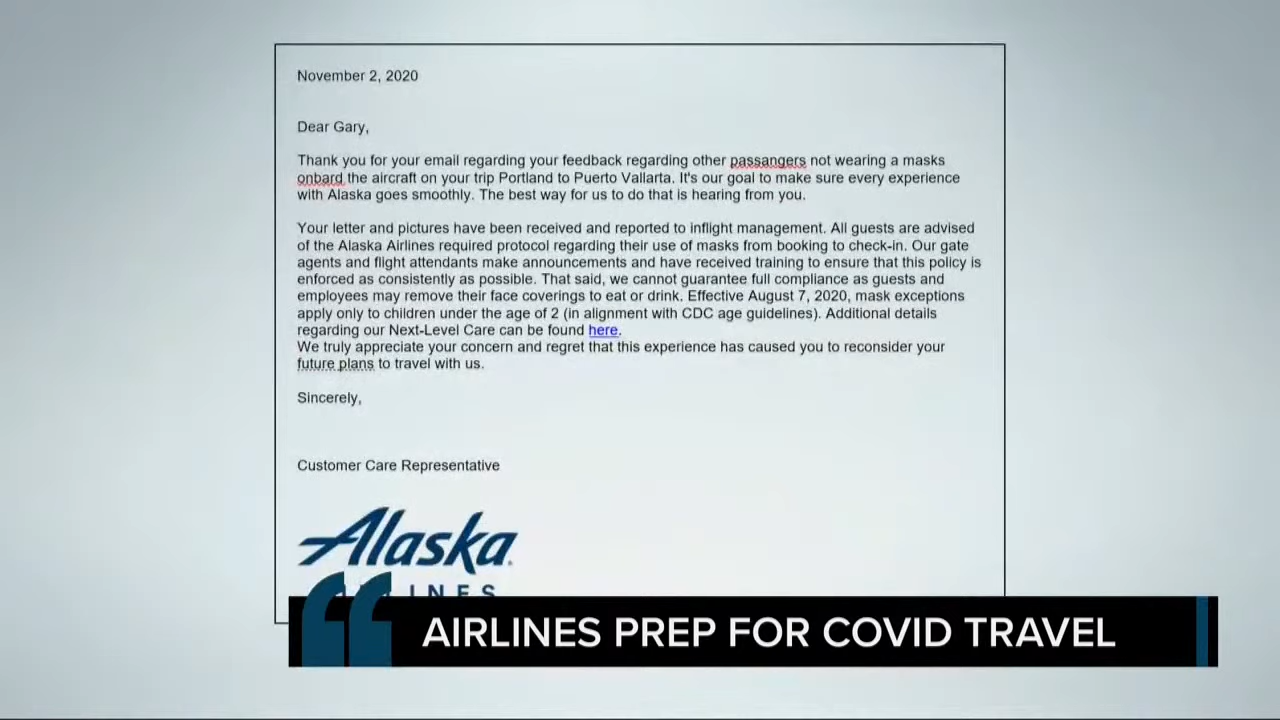 November 2, 2020
Dear Gary,
Thank you for your email regarding your feedback regarding other passangers not wearing a masks
onbard the aircraft on your trip Portland to Puerto Vallarta. It's our goal to make sure every experience
with Alaska goes smoothly. The best way for us to do that is hearing from you.
Your letter and pictures have been received and reported to inflight management. All guests are advised
of the Alaska Airlines required protocol regarding their use of masks from booking to check-in. Our gate
agents and flight attendants make announcements and have received training to ensure that this policy is
enforced as consistently as possible. That said, we cannot guarantee full compliance as guests and
employees may remove their face coverings to eat or drink. Effective August 7, 2020, mask exceptions
apply only to children under the age of 2 (in alignment with CDC age guidelines). Additional details
regarding our Next-Level Care can be found here.
We truly appreciate your concern and regret that this experience has caused you to reconsider your
future plans to travel with us.
Sincerely,
Customer Care Representative
Alaska
AIRLINES PREP FOR COVID TRAVEL